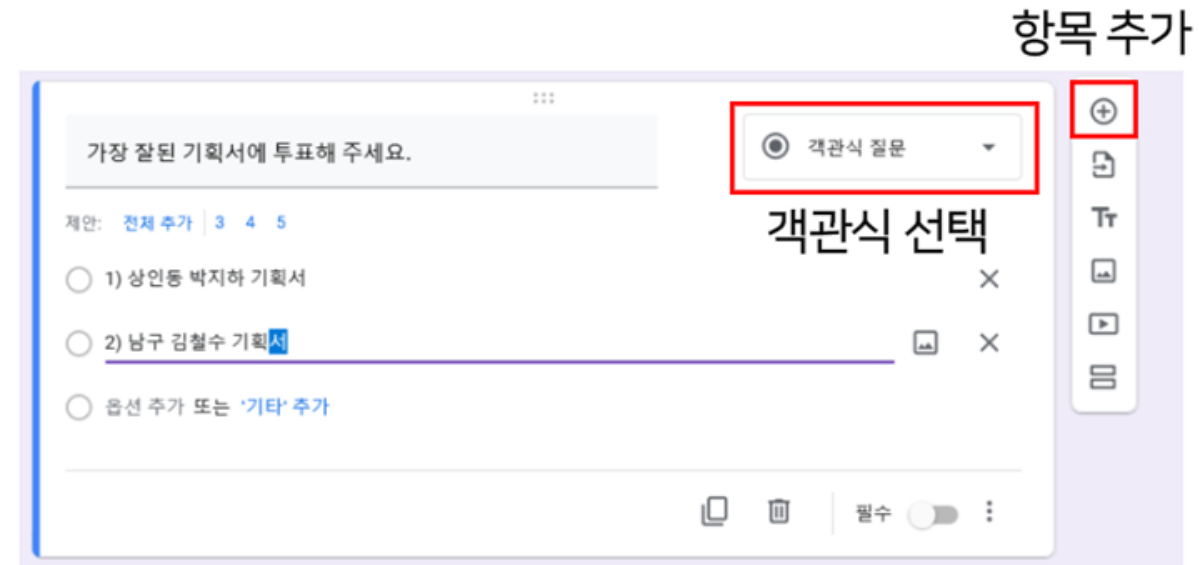 항목 추가
가장 잘된 기획서에 투표해 주세요.
객관식 질문
제안: 전체 추가 3 4 5
객관식 선택
1) 상인동 박지하 기획서
2) 남구 김철수 기획서
옵션 추가 또는 '기타' 추가
필수